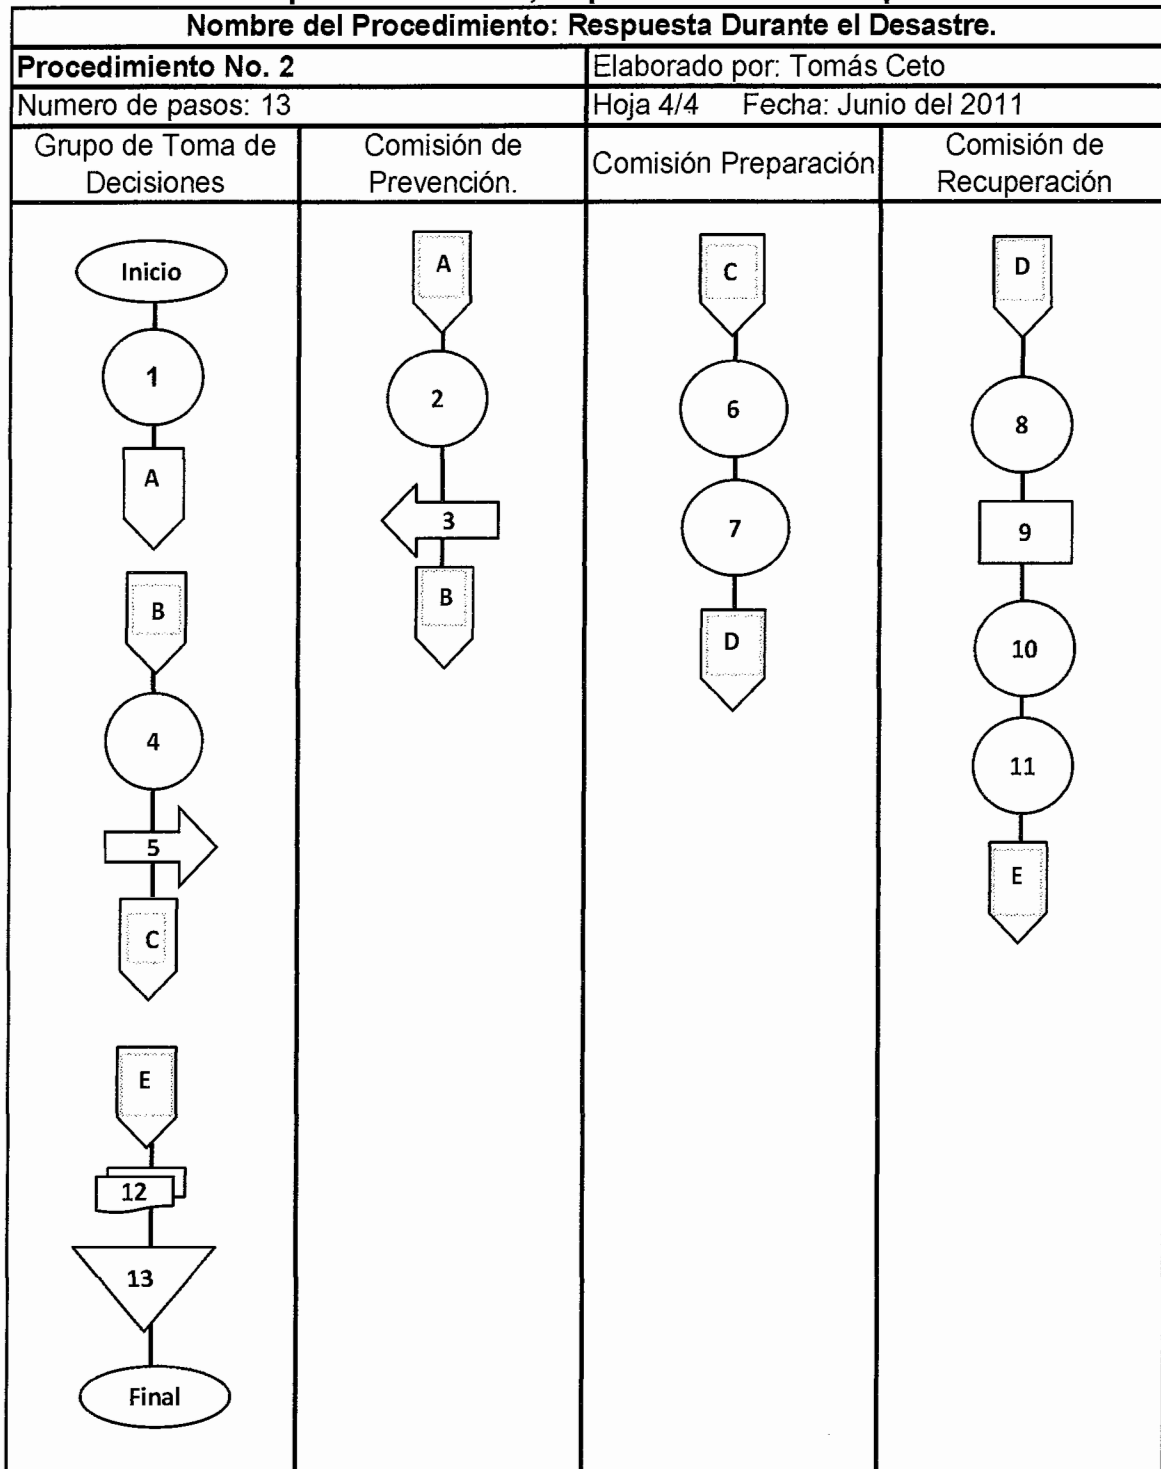 Nombre del Procedimiento: Respuesta Durante el Desastre.
Procedimiento No. 2
Elaborado por: Tomás Ceto
Numero de pasos: 13
Hoja 4/4 Fecha: Junio del 2011
Grupo de Toma de
Decisiones
Comisión de
Prevención.
Comisión Preparación
Comisión de
Recuperación
Inicio
1
A
B
4
5
C
E
12
13
Final
A
2
3
B
C
6
7
D
D
8
9
10
11
E